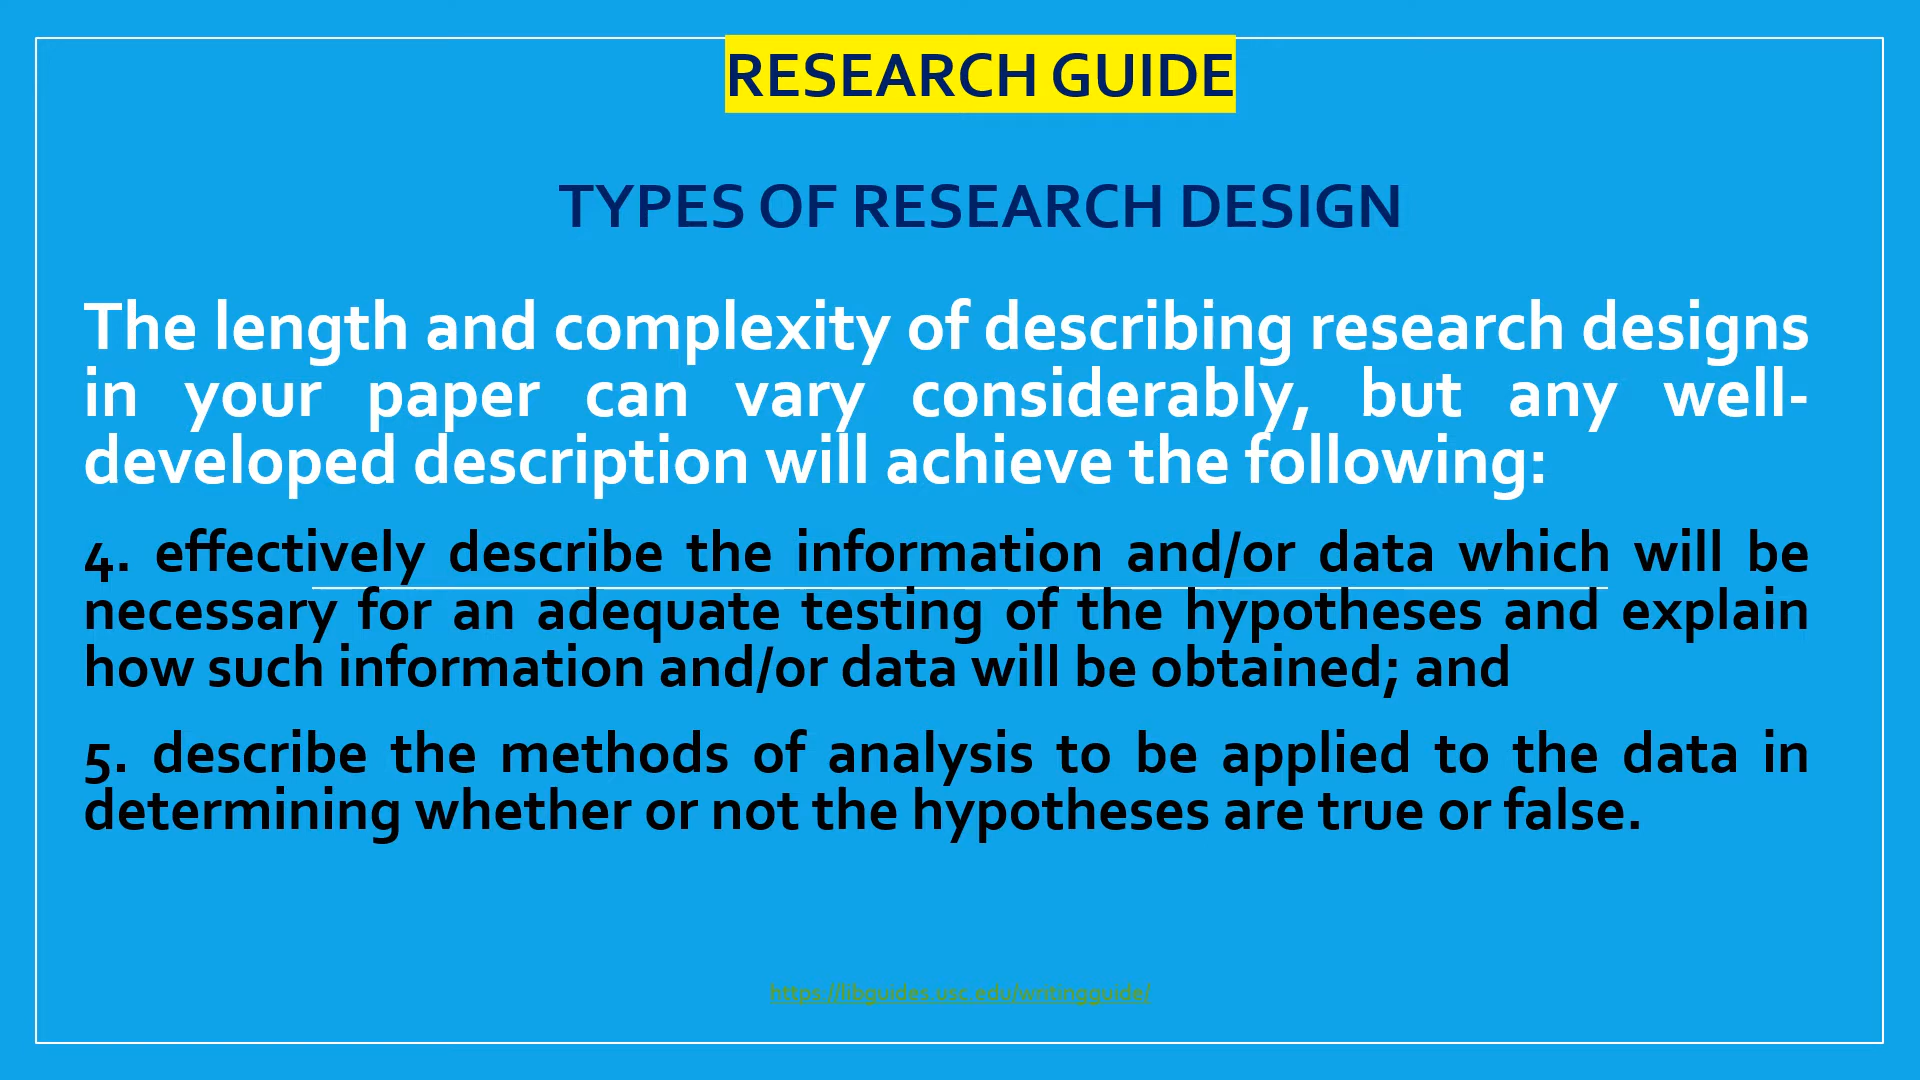 RESEARCH GUIDE
TYPES OF RESEARCH DESIGN
The length and complexity of describing research designs
in your paper can vary considerably, but any well-
developed description will achieve the following:
4. effectively describe the information and/or data which will be
necessary for an adequate testing of the hypotheses and explain
how such information and/or data will be obtained; and
5. describe the methods of analysis to be applied to the data in
determining whether or not the hypotheses are true or false.
https://libguides.usc.edu/writingguide/